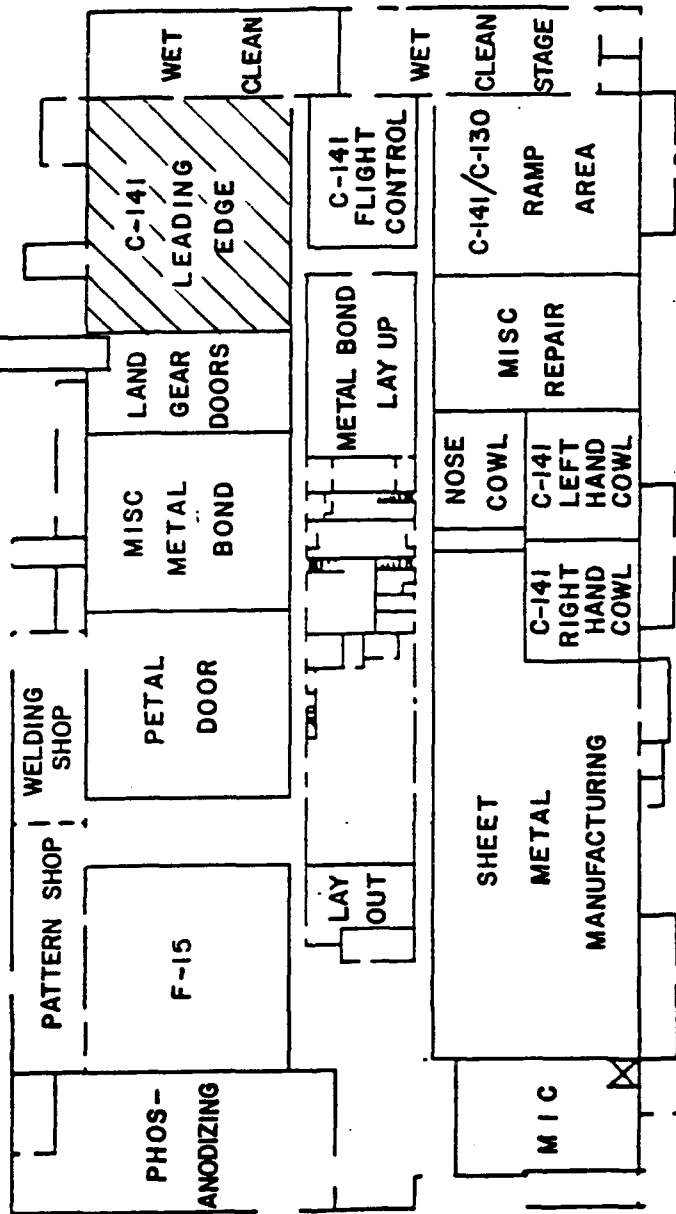 WET
CLEAN
WET
CLEAN
STAGE
C-141
LEADING
EDGE
C-141
FLIGHT
CONTROL
C-141/C-130
RAMP
AREA
LAND
GEAR
DOORS
METAL BOND
LAY UP
MISC
REPAIR
MISC
METAL
BOND
NOSE
COWL
C-141
LEFT
HAND
COWL
C-141
RIGHT
HAND
COWL
WELDING
SHOP
PETAL
DOOR
PATTERN SHOP
F-15
LAY
OUT
SHEET
METAL
MANUFACTURING
PHOS-
ANODIZING
MIC